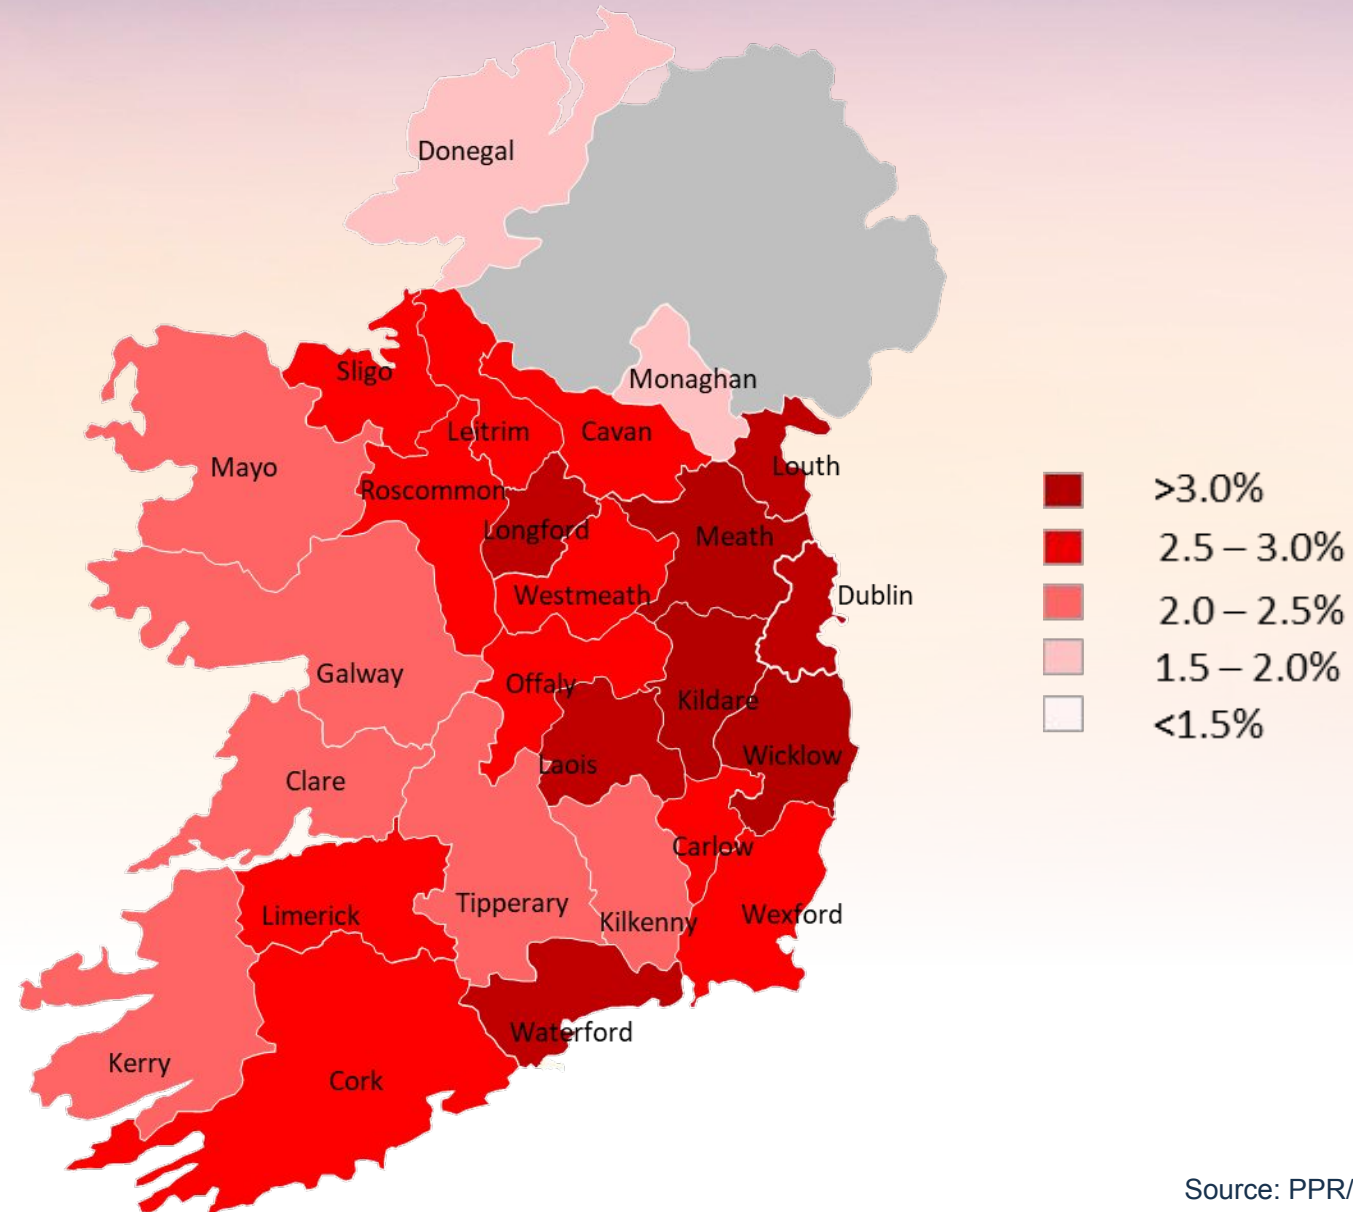 Donegal
Monaghan
Sligo
Leitrim
Cavan
Mayo
Louth
Roscommon
Longford
Meath
Westmeath
Dublin
Galway
Offaly
Kildare
Laois
Wicklow
Clare
Carlow
Limerick
Tipperary
Kilkenny
Wexford
Waterford
Kerry
Cork
>3.0%
2.5 – 3.0%
2.0 – 2.5%
1.5 – 2.0%
<1.5%
Source: PPR/